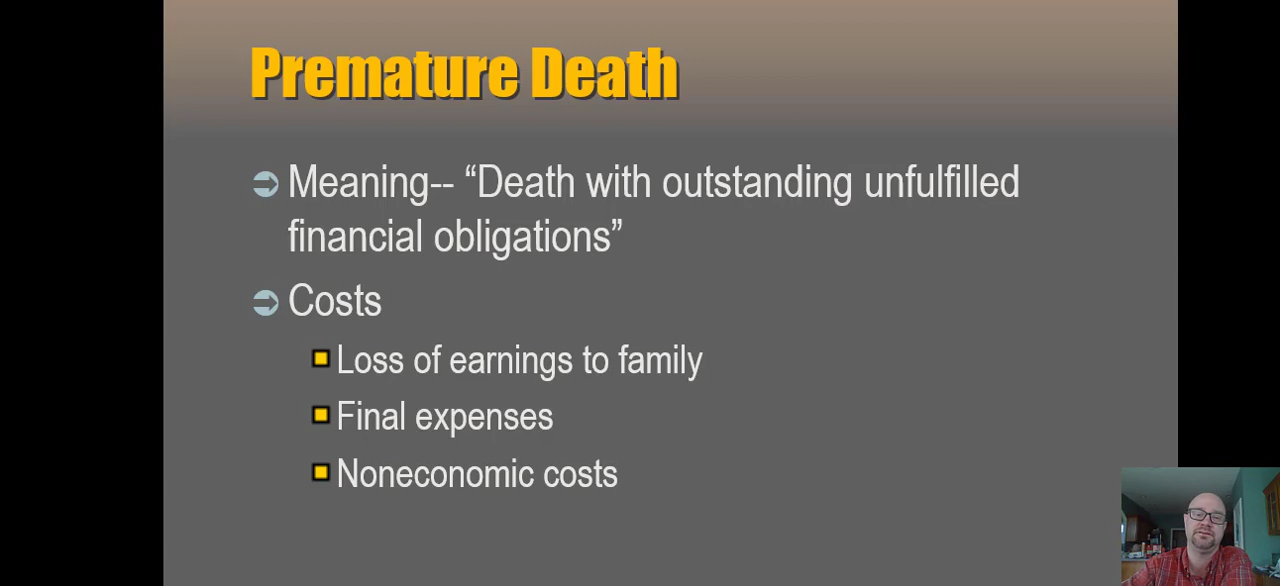 Premature Death
Meaning-- “Death with outstanding unfulfilled
financial obligations”
Costs
Loss of earnings to family
Final expenses
Noneconomic costs